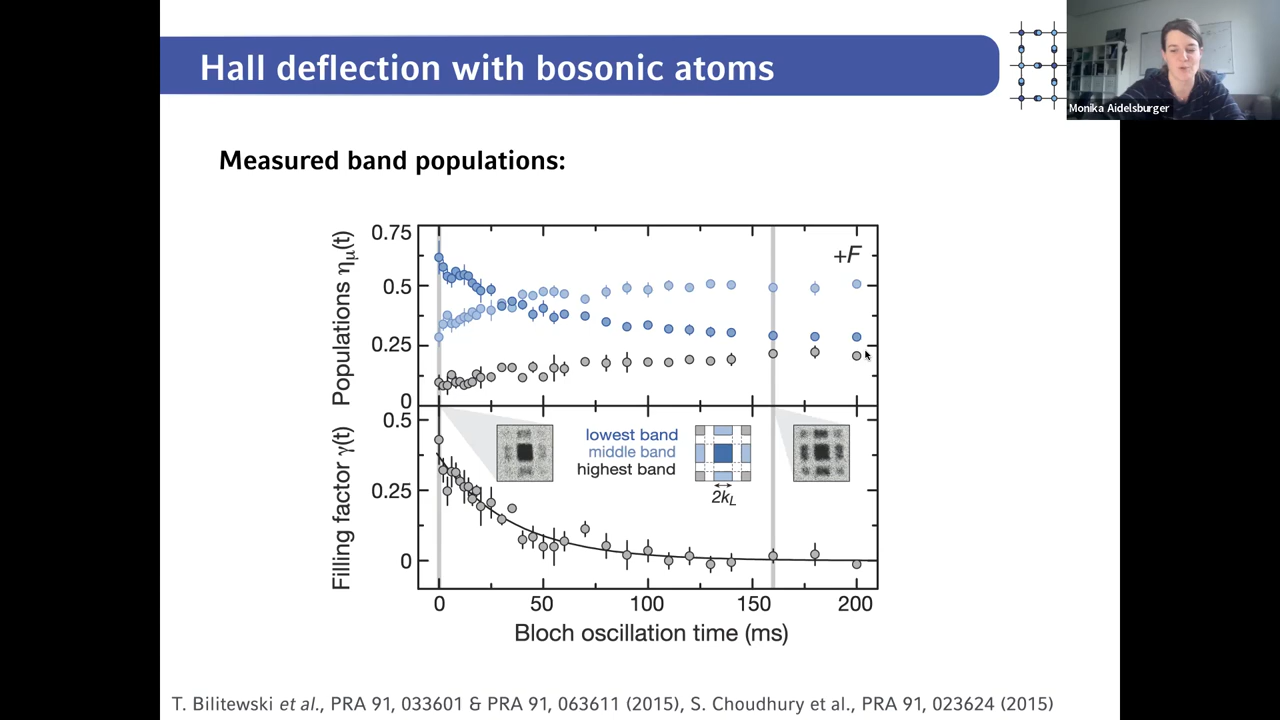 Hall deflection with bosonic atoms
Monika Aidelsburger
Measured band populations:
Populations ημ(t)
0.75
0.5
0.25
0
+F
Filling factor γ(t)
0.5
0.25
0
lowest band
middle band
highest band
2kL
0
50
100
150
200
Bloch oscillation time (ms)
T. Bilitewski et al., PRA 91, 033601 & PRA 91, 063611 (2015), S. Choudhury et al., PRA 91, 023624 (2015)